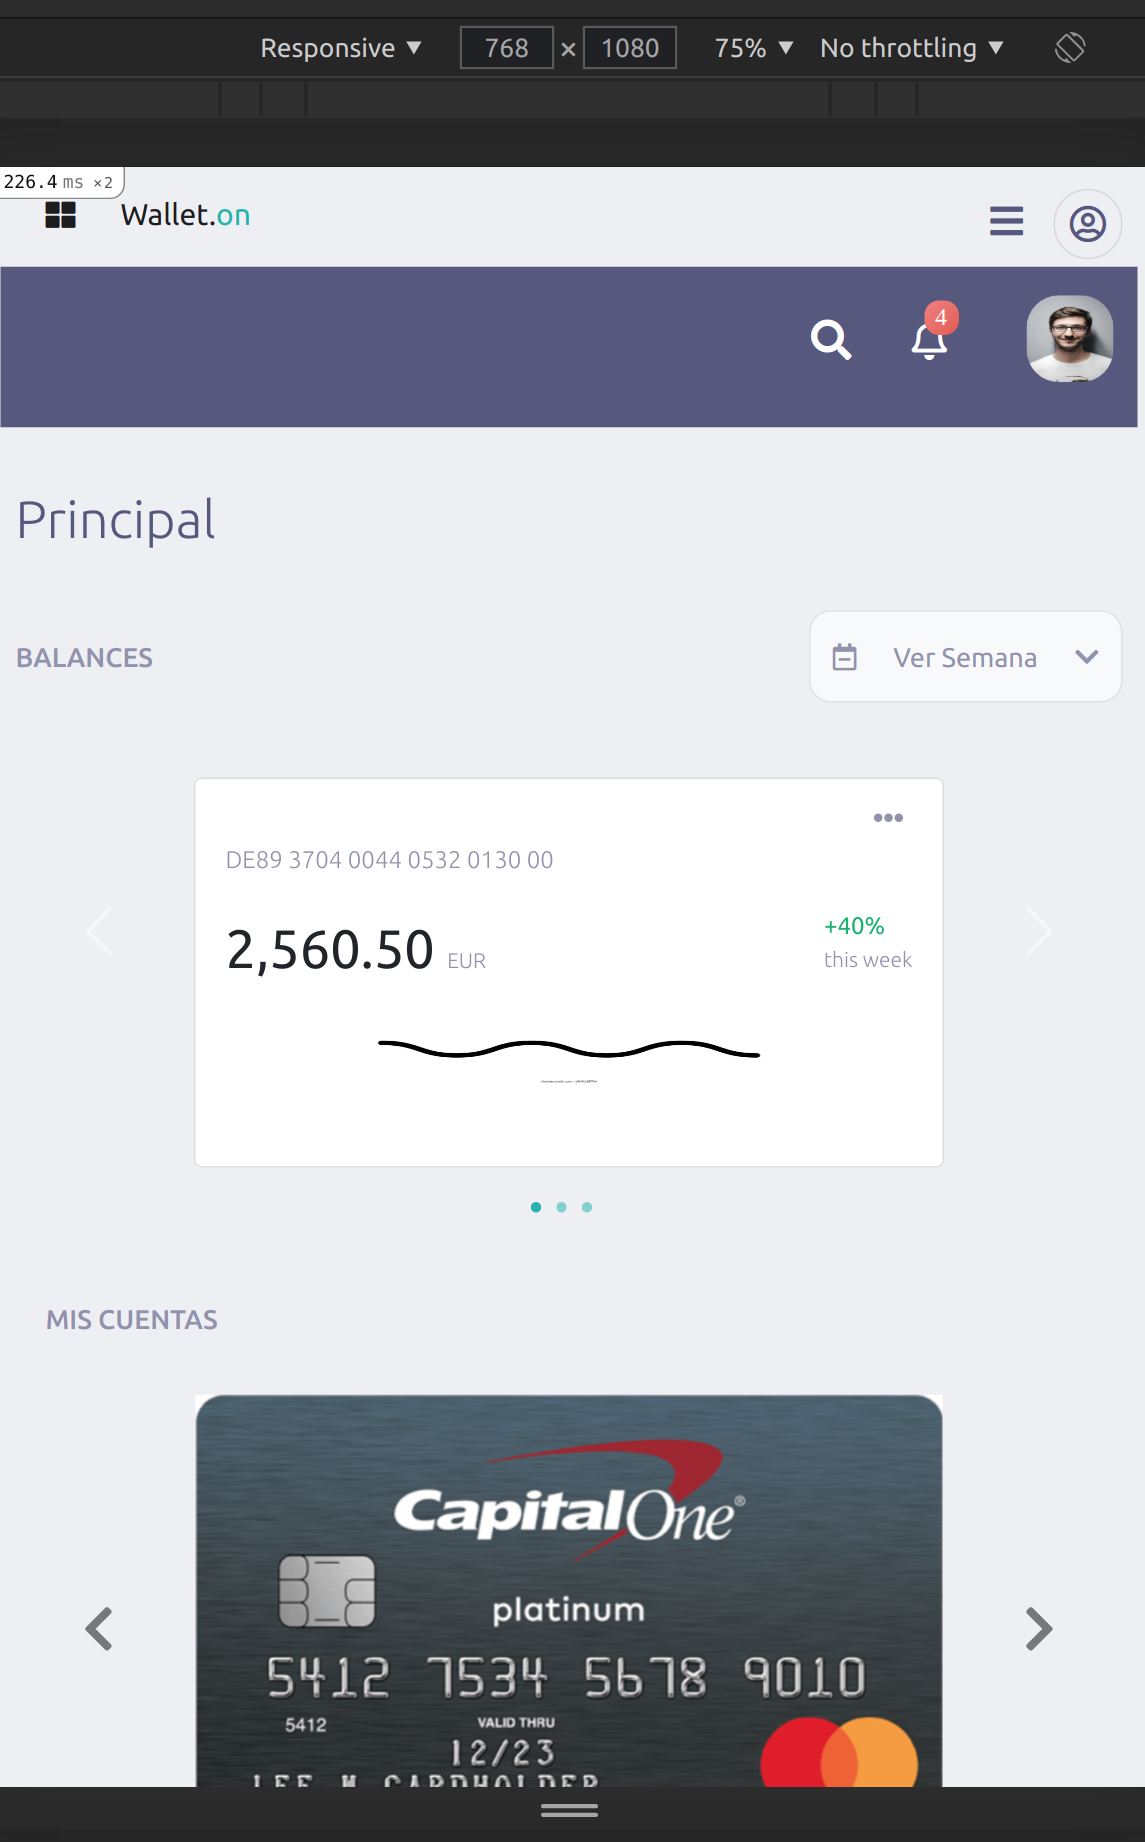 Responsive ▼ 768 × 1080 75% ▼ No throttling ▼
226.4 ms ×2
Wallet.on
4
Principal
BALANCES
Ver Semana
DE89 3704 0044 0532 0130 00
2,560.50 EUR
+40%
this week
MIS CUENTAS
CapitalOne®
platinum
5412 7534 5678 9010
5412
VALID THRU
12/23
LEE M CARDHOLDER